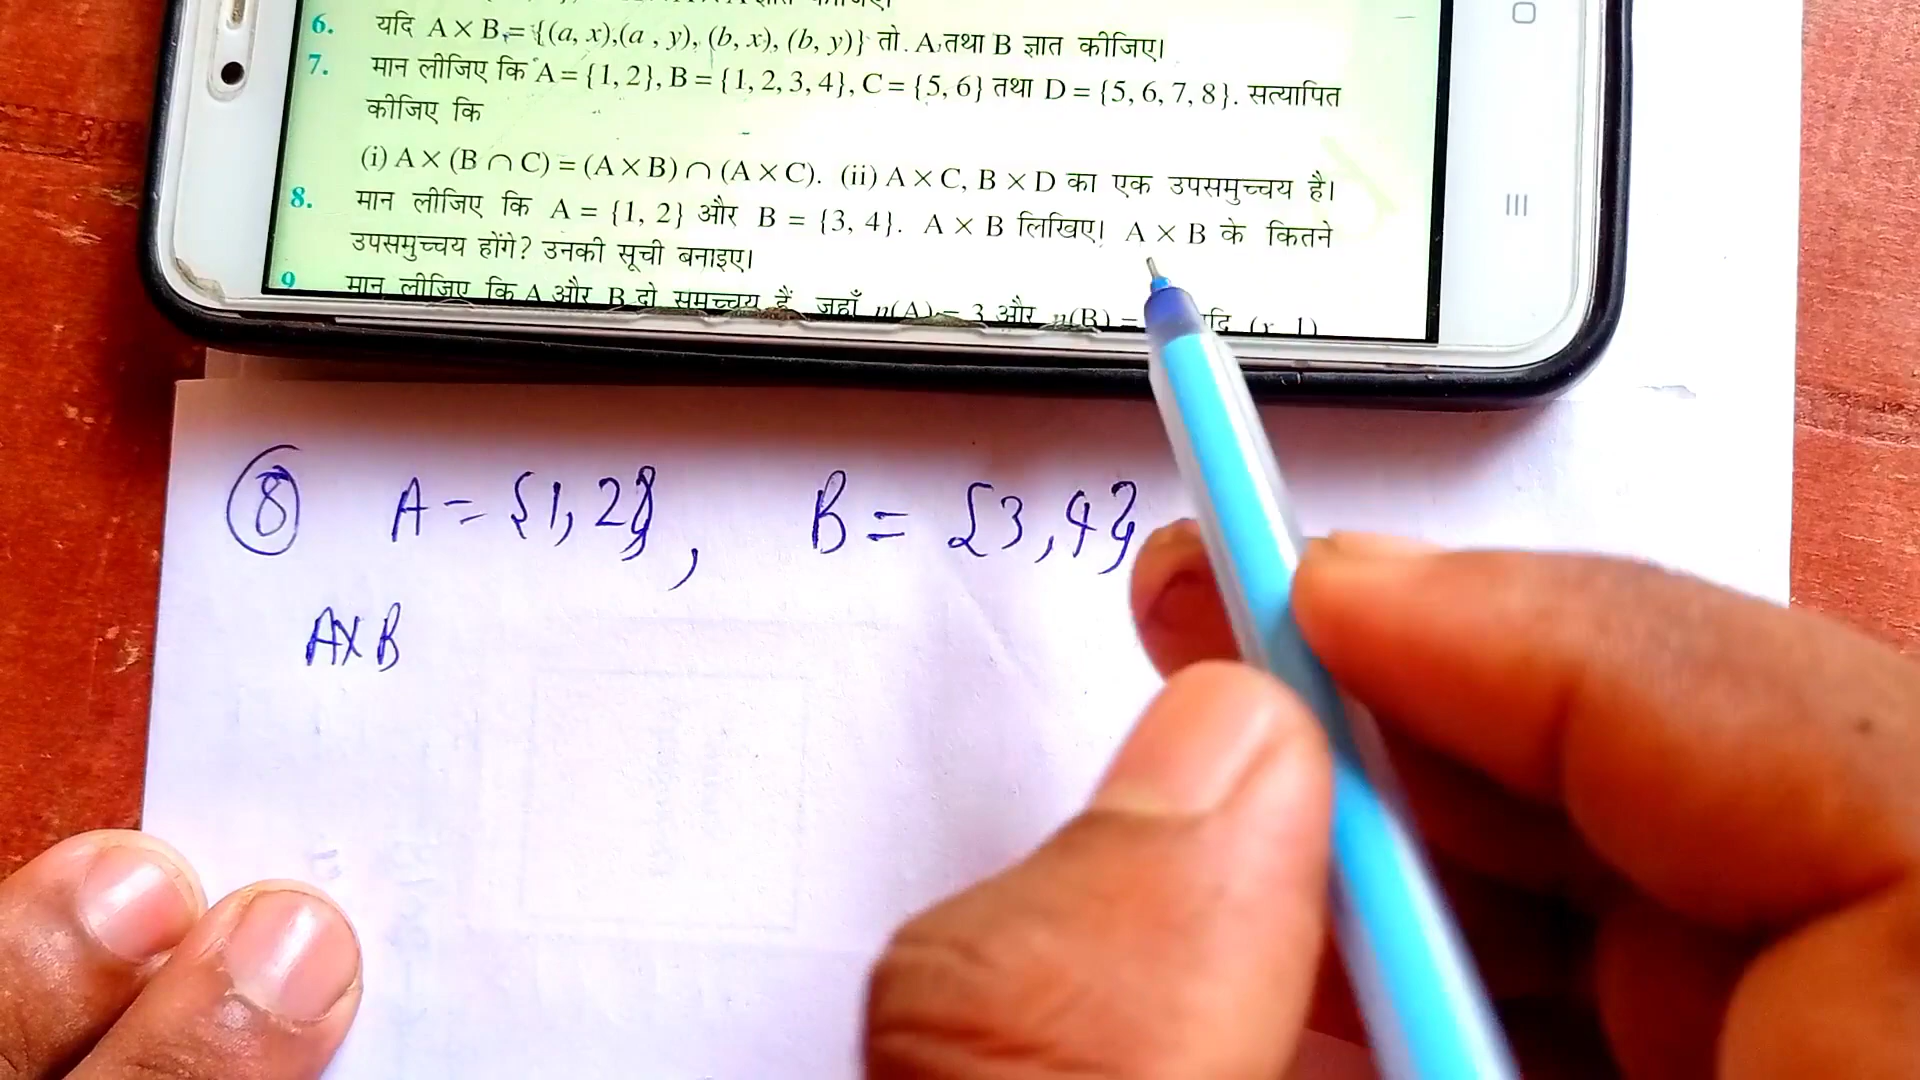 6. यदि A × B = {(a, x),(a , y), (b, x), (b, y)} तो A तथा B ज्ञात कीजिए।
7. मान लीजिए कि A = {1, 2}, B = {1, 2, 3, 4}, C = {5, 6} तथा D = {5, 6, 7, 8}. सत्यापित
कीजिए कि
(i) A × (B ∩ C) = (A × B) ∩ (A × C). (ii) A × C, B × D का एक उपसमुच्चय है।
8. मान लीजिए कि A = {1, 2} और B = {3, 4}. A × B लिखिए। A × B के कितने
उपसमुच्चय होंगे? उनकी सूची बनाइए।
9 मान लीजिए कि A और B दो समुच्चय हैं, जहाँ n(A) = 3 और n(B) =
8 A = {1, 2}, B = {3, 4}
A×B